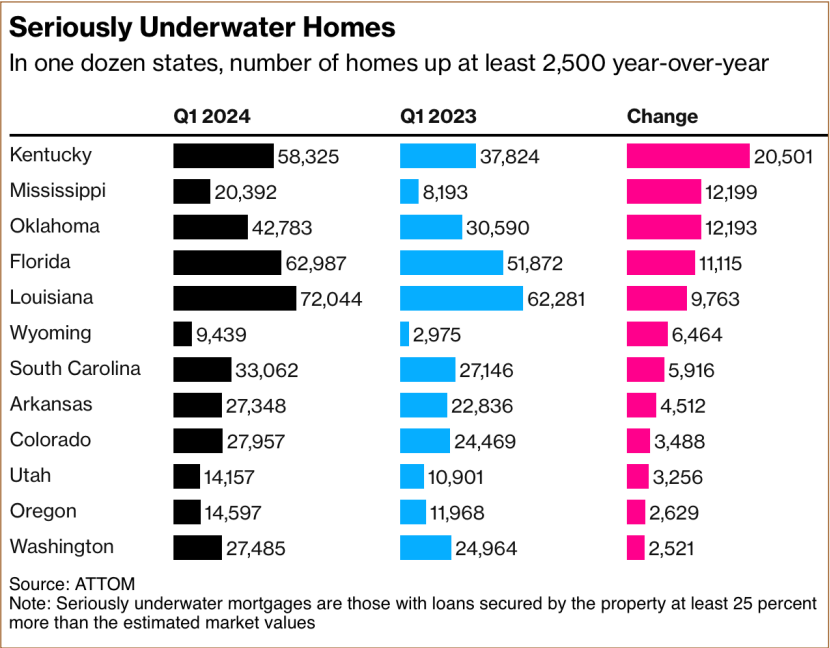 Seriously Underwater Homes
In one dozen states, number of homes up at least 2,500 year-over-year
Q1 2024 Q1 2023 Change
Kentucky 58,325 37,824 20,501
Mississippi 20,392 8,193 12,199
Oklahoma 42,783 30,590 12,193
Florida 62,987 51,872 11,115
Louisiana 72,044 62,281 9,763
Wyoming 9,439 2,975 6,464
South Carolina 33,062 27,146 5,916
Arkansas 27,348 22,836 4,512
Colorado 27,957 24,469 3,488
Utah 14,157 10,901 3,256
Oregon 14,597 11,968 2,629
Washington 27,485 24,964 2,521
Source: ATTOM
Note: Seriously underwater mortgages are those with loans secured by the property at least 25 percent
more than the estimated market values